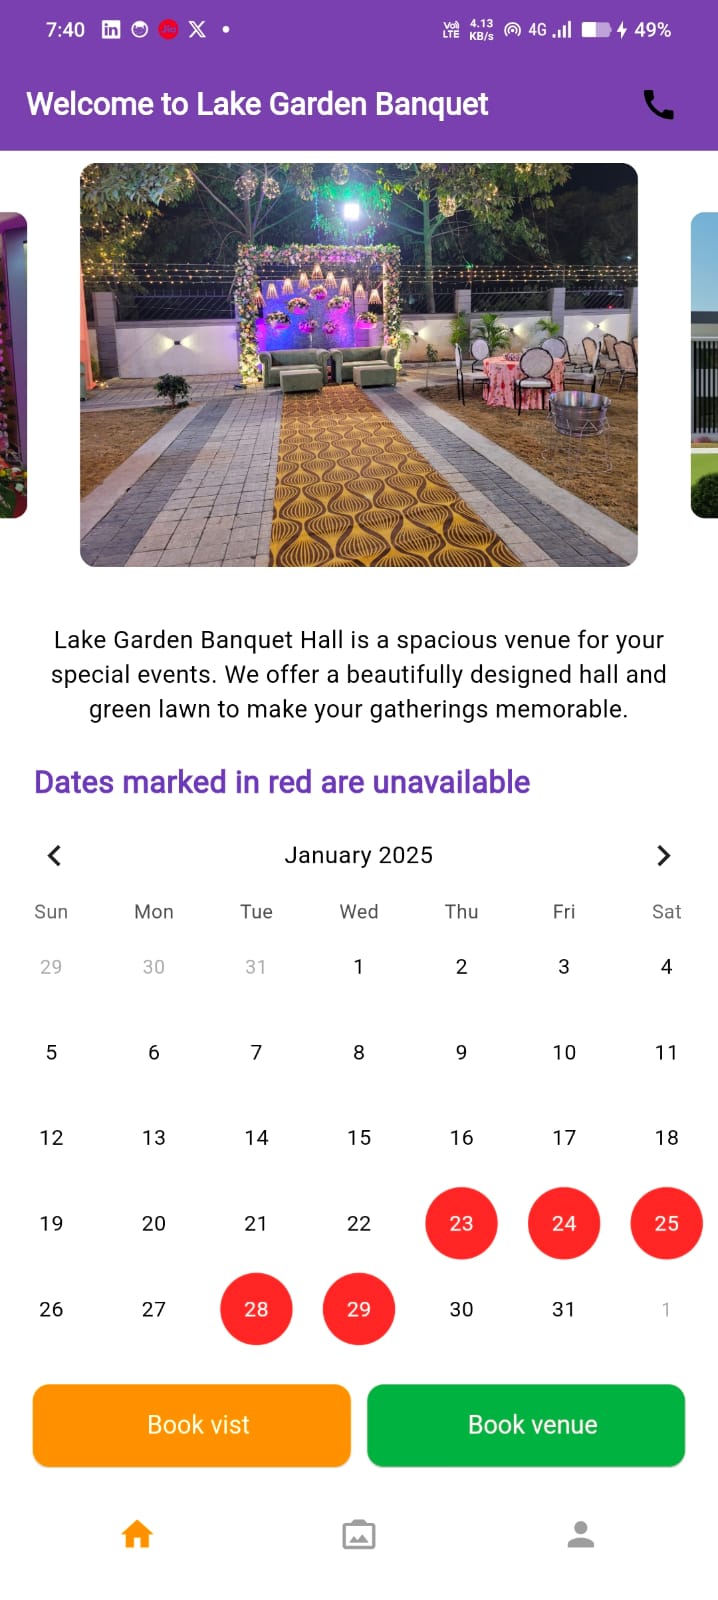 7:40 in Jio X Vo) LTE 4.13 KB/s 4G 49%
Welcome to Lake Garden Banquet
Lake Garden Banquet Hall is a spacious venue for your
special events. We offer a beautifully designed hall and
green lawn to make your gatherings memorable.
Dates marked in red are unavailable
January 2025
Sun Mon Tue Wed Thu Fri Sat
29 30 31 1 2 3 4
5 6 7 8 9 10 11
12 13 14 15 16 17 18
19 20 21 22 23 24 25
26 27 28 29 30 31 1
Book vist Book venue